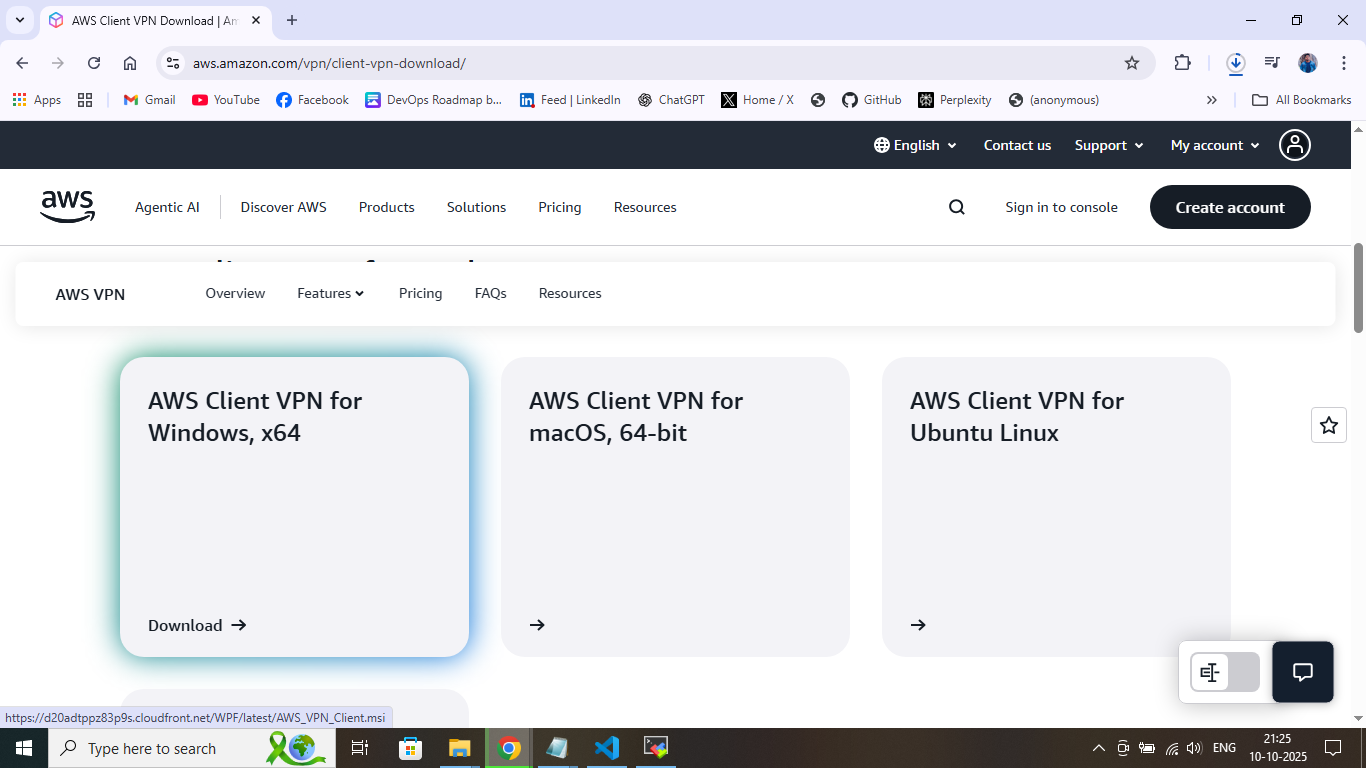 AWS Client VPN Download | Am
aws.amazon.com/vpn/client-vpn-download/
Apps
Gmail
YouTube
Facebook
DevOps Roadmap b...
Feed | LinkedIn
ChatGPT
Home / X
GitHub
Perplexity
(anonymous)
All Bookmarks
English
Contact us
Support
My account
aws
Agentic AI
Discover AWS
Products
Solutions
Pricing
Resources
Sign in to console
Create account
AWS VPN
Overview
Features
Pricing
FAQs
Resources
AWS Client VPN for
Windows, x64
Download
AWS Client VPN for
macOS, 64-bit
AWS Client VPN for
Ubuntu Linux
https://d20adtppz83p9s.cloudfront.net/WPF/latest/AWS_VPN_Client.msi
Type here to search
ENG
21:25
10-10-2025